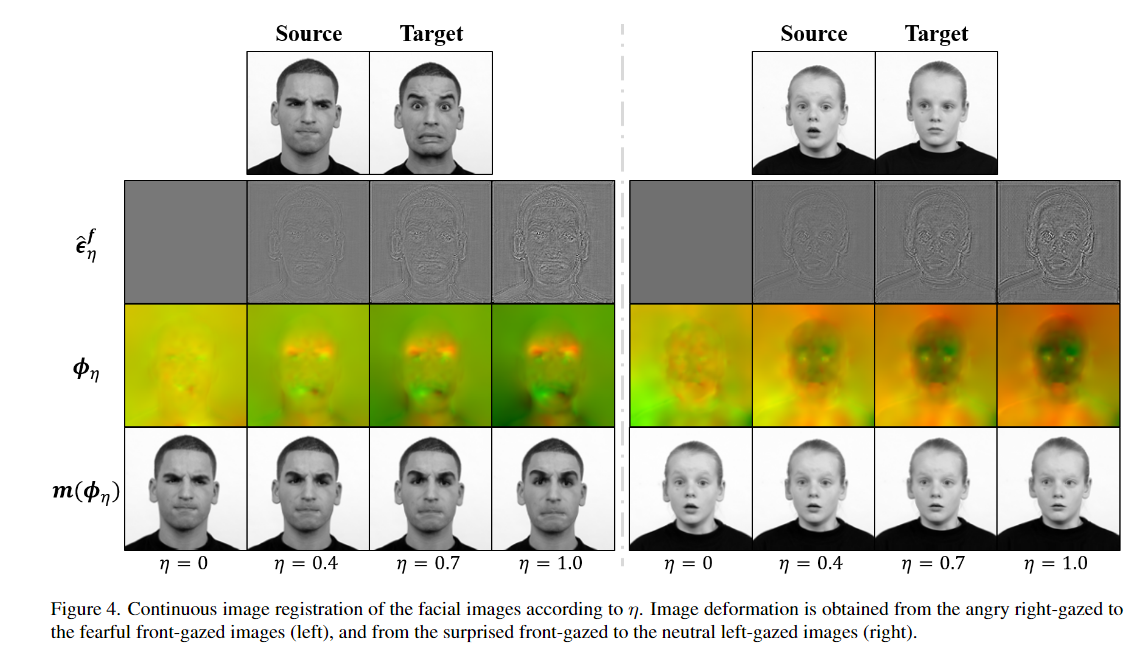 Source Target Source Target
ε̂^f_η
ϕ_η
m(ϕ_η)
η = 0 η = 0.4 η = 0.7 η = 1.0 η = 0 η = 0.4 η = 0.7 η = 1.0
Figure 4. Continuous image registration of the facial images according to η. Image deformation is obtained from the angry right-gazed to
the fearful front-gazed images (left), and from the surprised front-gazed to the neutral left-gazed images (right).